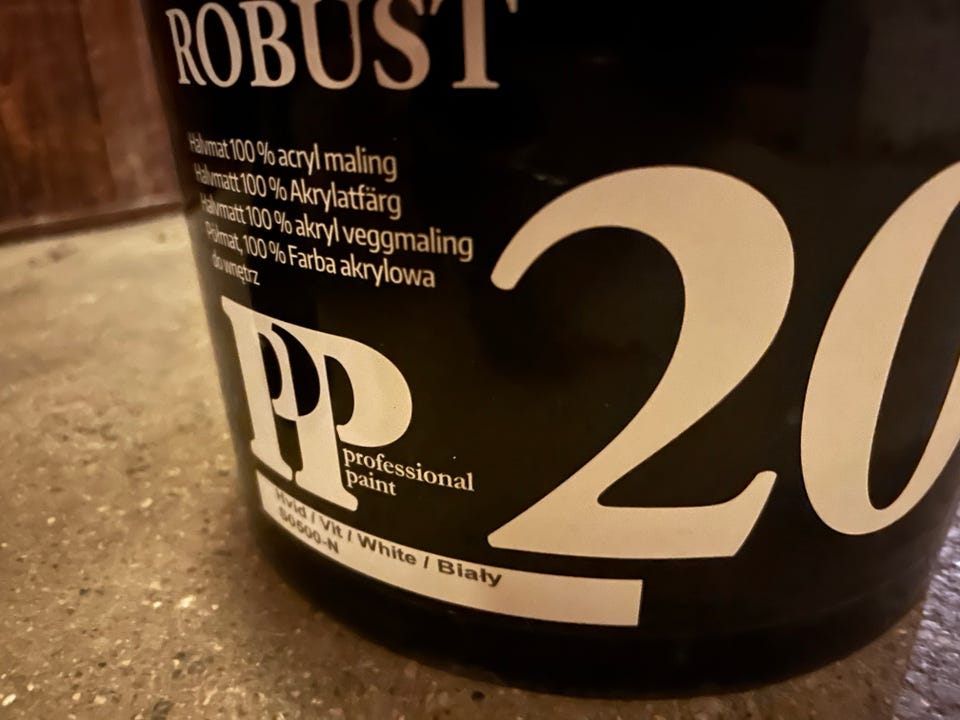 ROBUST
Halvmat 100 % acryl maling
Halvmatt 100 % Akrylatfärg
Halvmatt 100 % akryl veggmaling
Półmat, 100 % Farba akrylowa
do wnętrz
20
PP
professional
paint
Hvid / Vit / White / Biały
S0500-N